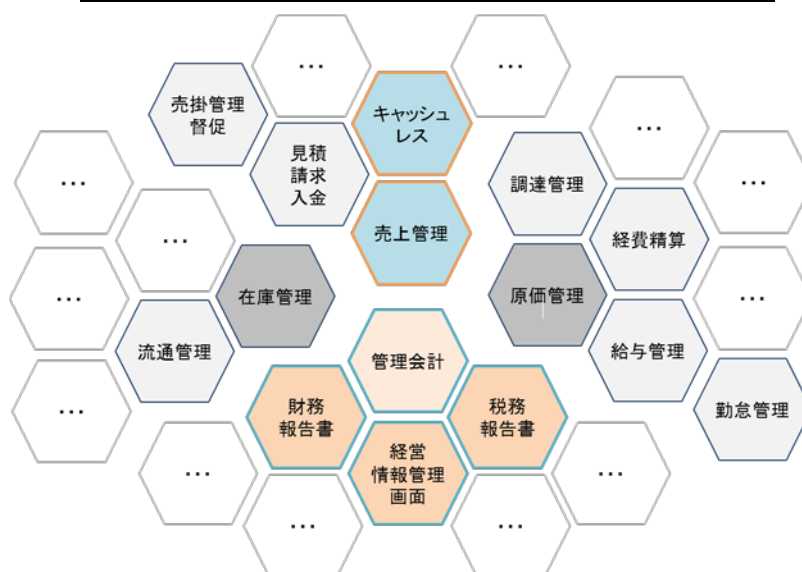 …
…
キャッシュ
レス
売掛管理
督促
…
見積
請求
入金
…
調達管理
…
…
売上管理
経費精算
…
在庫管理
原価管理
…
…
流通管理
管理会計
給与管理
…
財務
報告書
税務
報告書
勤怠管理
経営
情報管理
画面
…
…
…
…